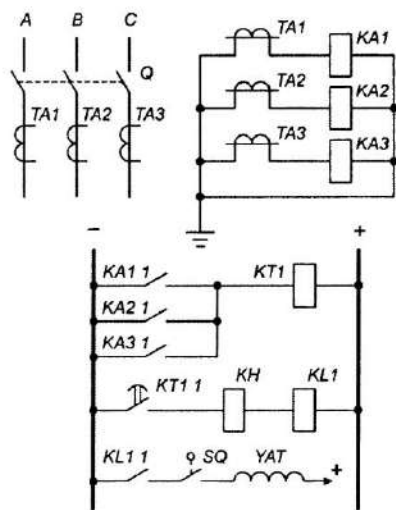 A B C
Q
TA1 TA2 TA3
TA1 KA1
TA2 KA2
TA3 KA3
– +
KA1 1 KT1
KA2 1
KA3 1
KT1 1 KH KL1
KL1 1 SQ YAT +